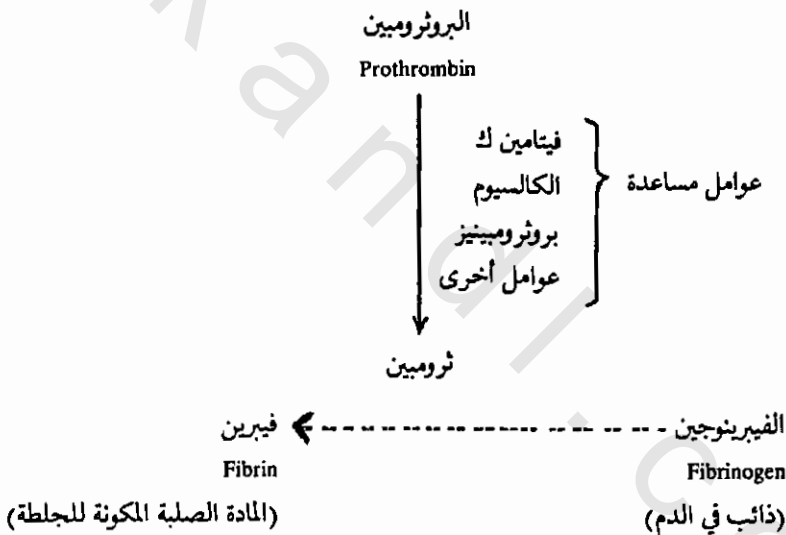 البروثرومبين
Prothrombin
فيتامين ك
الكالسيوم
بروثرومبينيز
عوامل أخرى
عوامل مساعدة
ثرومبين
الفيبرينوجين
فيبرين
Fibrinogen
Fibrin
(ذائب في الدم)
(المادة الصلبة المكونة للجلطة)